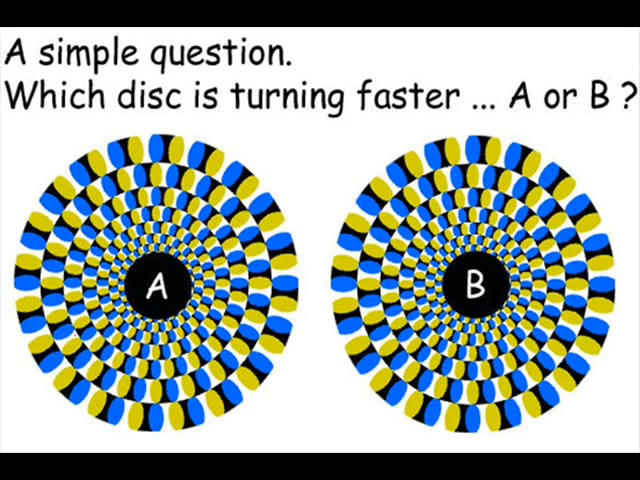 A simple question.
Which disc is turning faster ... A or B ?
A
B